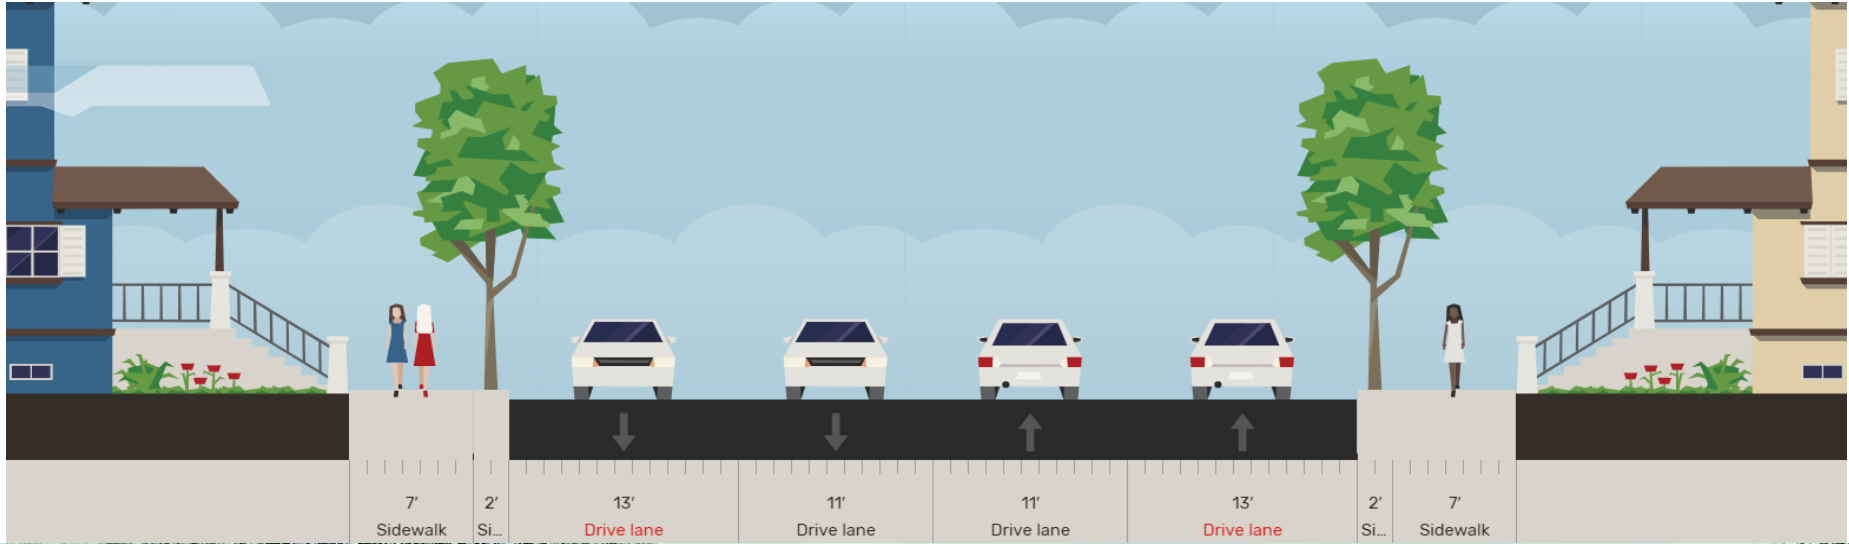 7' 2' 13' 11' 11' 13' 2' 7'
Sidewalk Si... Drive lane Drive lane Drive lane Drive lane Si... Sidewalk